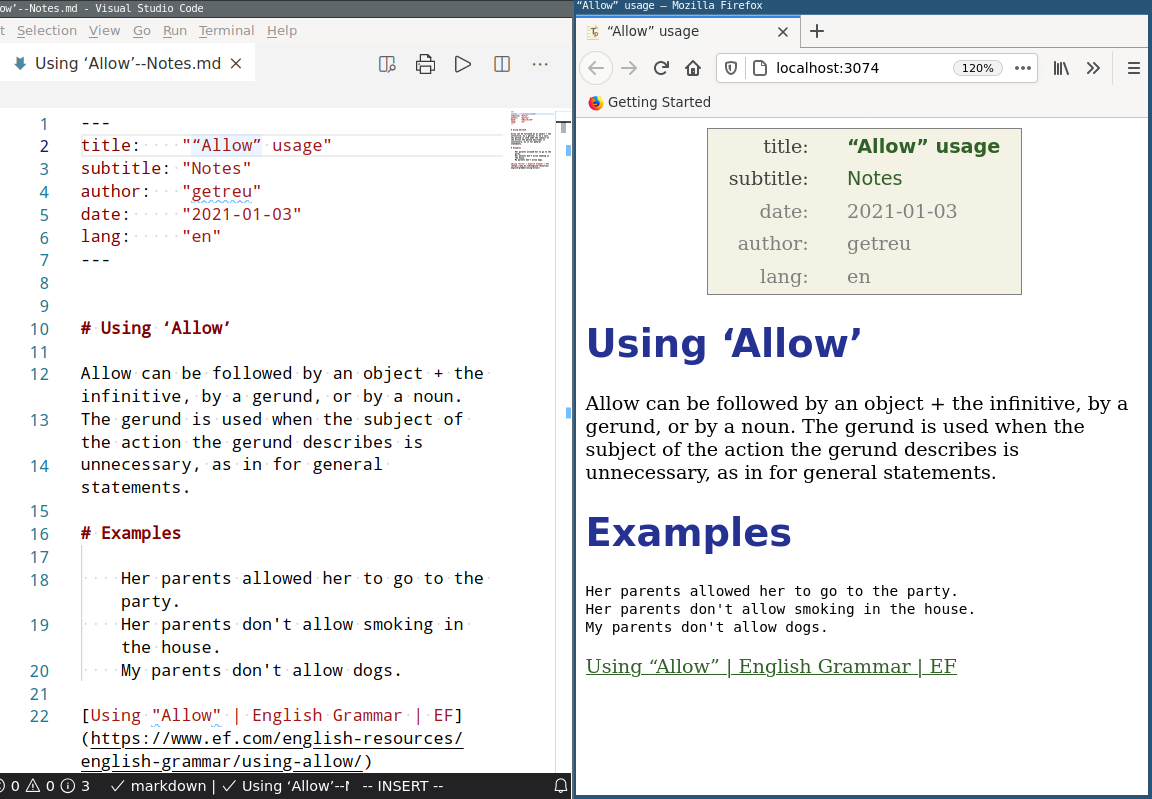 ow’--Notes.md - Visual Studio Code
t Selection View Go Run Terminal Help
Using ‘Allow’--Notes.md
1 ---
2 title: ···· "“Allow” usage"
3 subtitle: "Notes"
4 author: ··· "getreu"
5 date: ····· "2021-01-03"
6 lang: ····· "en"
7 ---
8
9
10 # Using ‘Allow’
11
12 Allow can be followed by an object + the
infinitive, by a gerund, or by a noun.
13 The gerund is used when the subject of
the action the gerund describes is
14 unnecessary, as in for general
statements.
15
16 # Examples
17
18 Her parents allowed her to go to the
party.
19 Her parents don't allow smoking in
the house.
20 My parents don't allow dogs.
21
22 [Using "Allow" | English Grammar | EF]
(https://www.ef.com/english-resources/
english-grammar/using-allow/)
0 0 3 markdown | Using ‘Allow’-- -- INSERT --
“Allow” usage — Mozilla Firefox
“Allow” usage
localhost:3074 120%
Getting Started
title: “Allow” usage
subtitle: Notes
date: 2021-01-03
author: getreu
lang: en
Using ‘Allow’
Allow can be followed by an object + the infinitive, by a
gerund, or by a noun. The gerund is used when the
subject of the action the gerund describes is
unnecessary, as in for general statements.
Examples
Her parents allowed her to go to the party.
Her parents don't allow smoking in the house.
My parents don't allow dogs.
Using “Allow” | English Grammar | EF